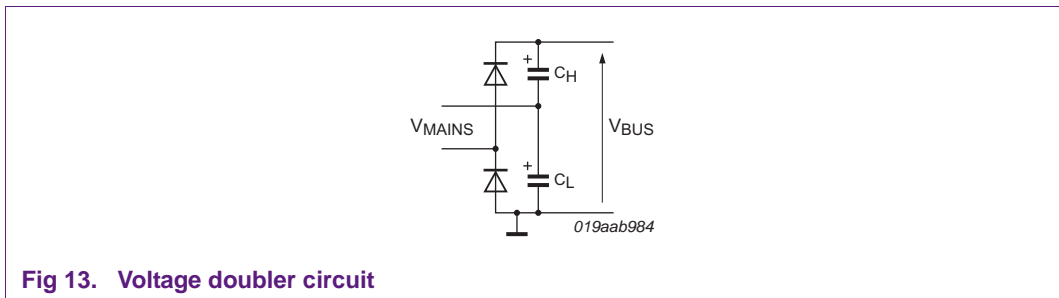 +
CH
VMAINS
VBUS
+
CL
019aab984
Fig 13. Voltage doubler circuit